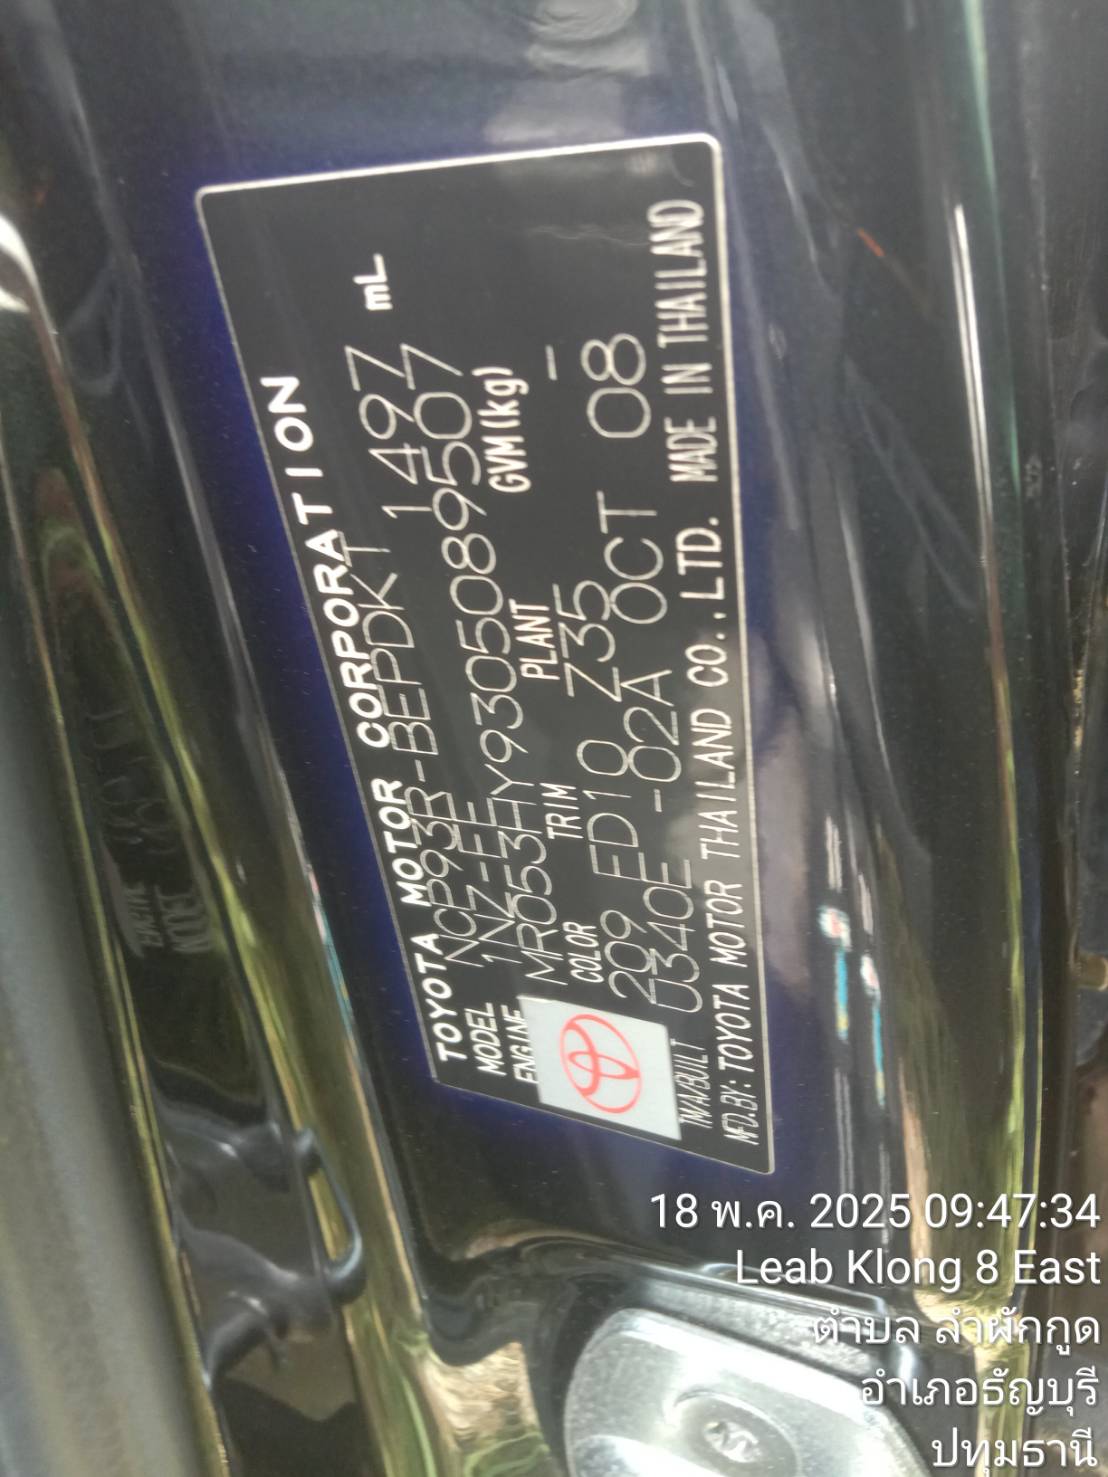 TOYOTA MOTOR CORPORATION
MODEL NCP93R-BEPDKT 1497 mL
ENGINE 1NZ-FE
MR053HY9305089507
COLOR TRIM PLANT GVM(kg)
209 FD10 Z35 —
TM/A/BUILT 0340E-02A OCT 08
MFD.BY: TOYOTA MOTOR THAILAND CO.,LTD. MADE IN THAILAND
18 พ.ค. 2025 09:47:34
Leab Klong 8 East
ตำบล ลำผักกูด
อำเภอธัญบุรี
ปทุมธานี